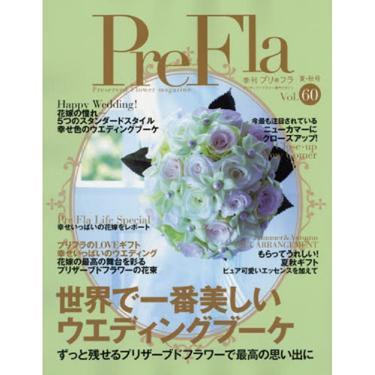 PreFla
Preserved Flower magazine
季刊 プリ*フラ
夏・秋号
Vol. 60
Happy Wedding!
花嫁の憧れ
5つのスタンダードスタイル
幸せ色のウエディングブーケ
今最も注目されている
ニューカマーに
クローズアップ!
Pre Fla Life Special
幸せいっぱいの花嫁をレポート
プリフラのLOVEギフト
幸せいっぱいのウエディング
花嫁の最高の舞台を彩る
プリザーブドフラワーの花束
Summer&Autumn
ARRANGEMENT
もらってうれしい!
夏秋ギフト
ピュア可愛いエッセンスを加えて
世界で一番美しい
ウエディングブーケ
ずっと残せるプリザーブドフラワーで最高の思い出に